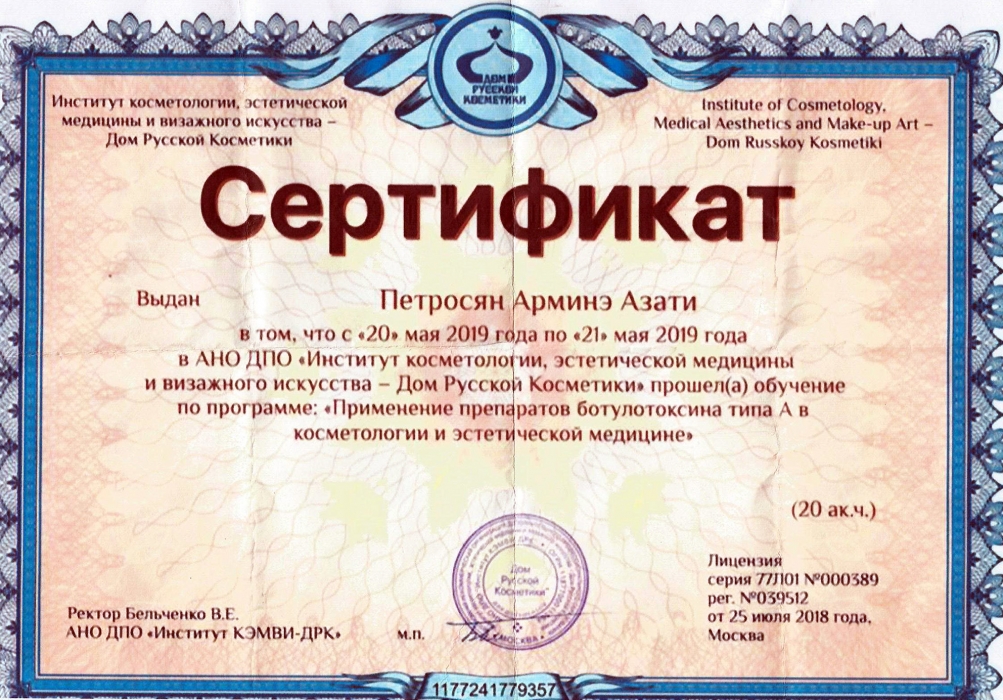 ДОМ
РУССКОЙ
КОСМЕТИКИ
Институт косметологии, эстетической
медицины и визажного искусства –
Дом Русской Косметики
Institute of Cosmetology,
Medical Aesthetics and Make-up Art –
Dom Russkoy Kosmetiki
Сертификат
Выдан Петросян Арминэ Азати
в том, что с «20» мая 2019 года по «21» мая 2019 года
в АНО ДПО «Институт косметологии, эстетической медицины
и визажного искусства – Дом Русской Косметики» прошел(а) обучение
по программе: «Применение препаратов ботулотоксина типа А в
косметологии и эстетической медицине»
(20 ак.ч.)
Дом
Русской
Косметики
МОСКВА
Лицензия
серия 77Л01 №000389
рег. №039512
от 25 июля 2018 года,
Москва
Ректор Бельченко В.Е.
АНО ДПО «Институт КЭМВИ-ДРК» м.п.
1177241779357